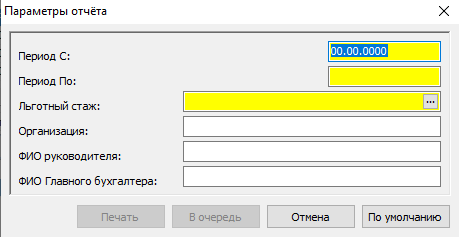 Параметры отчёта
Период С: 00.00.0000
Период По:
Льготный стаж: ...
Организация:
ФИО руководителя:
ФИО Главного бухгалтера:
Печать В очередь Отмена По умолчанию